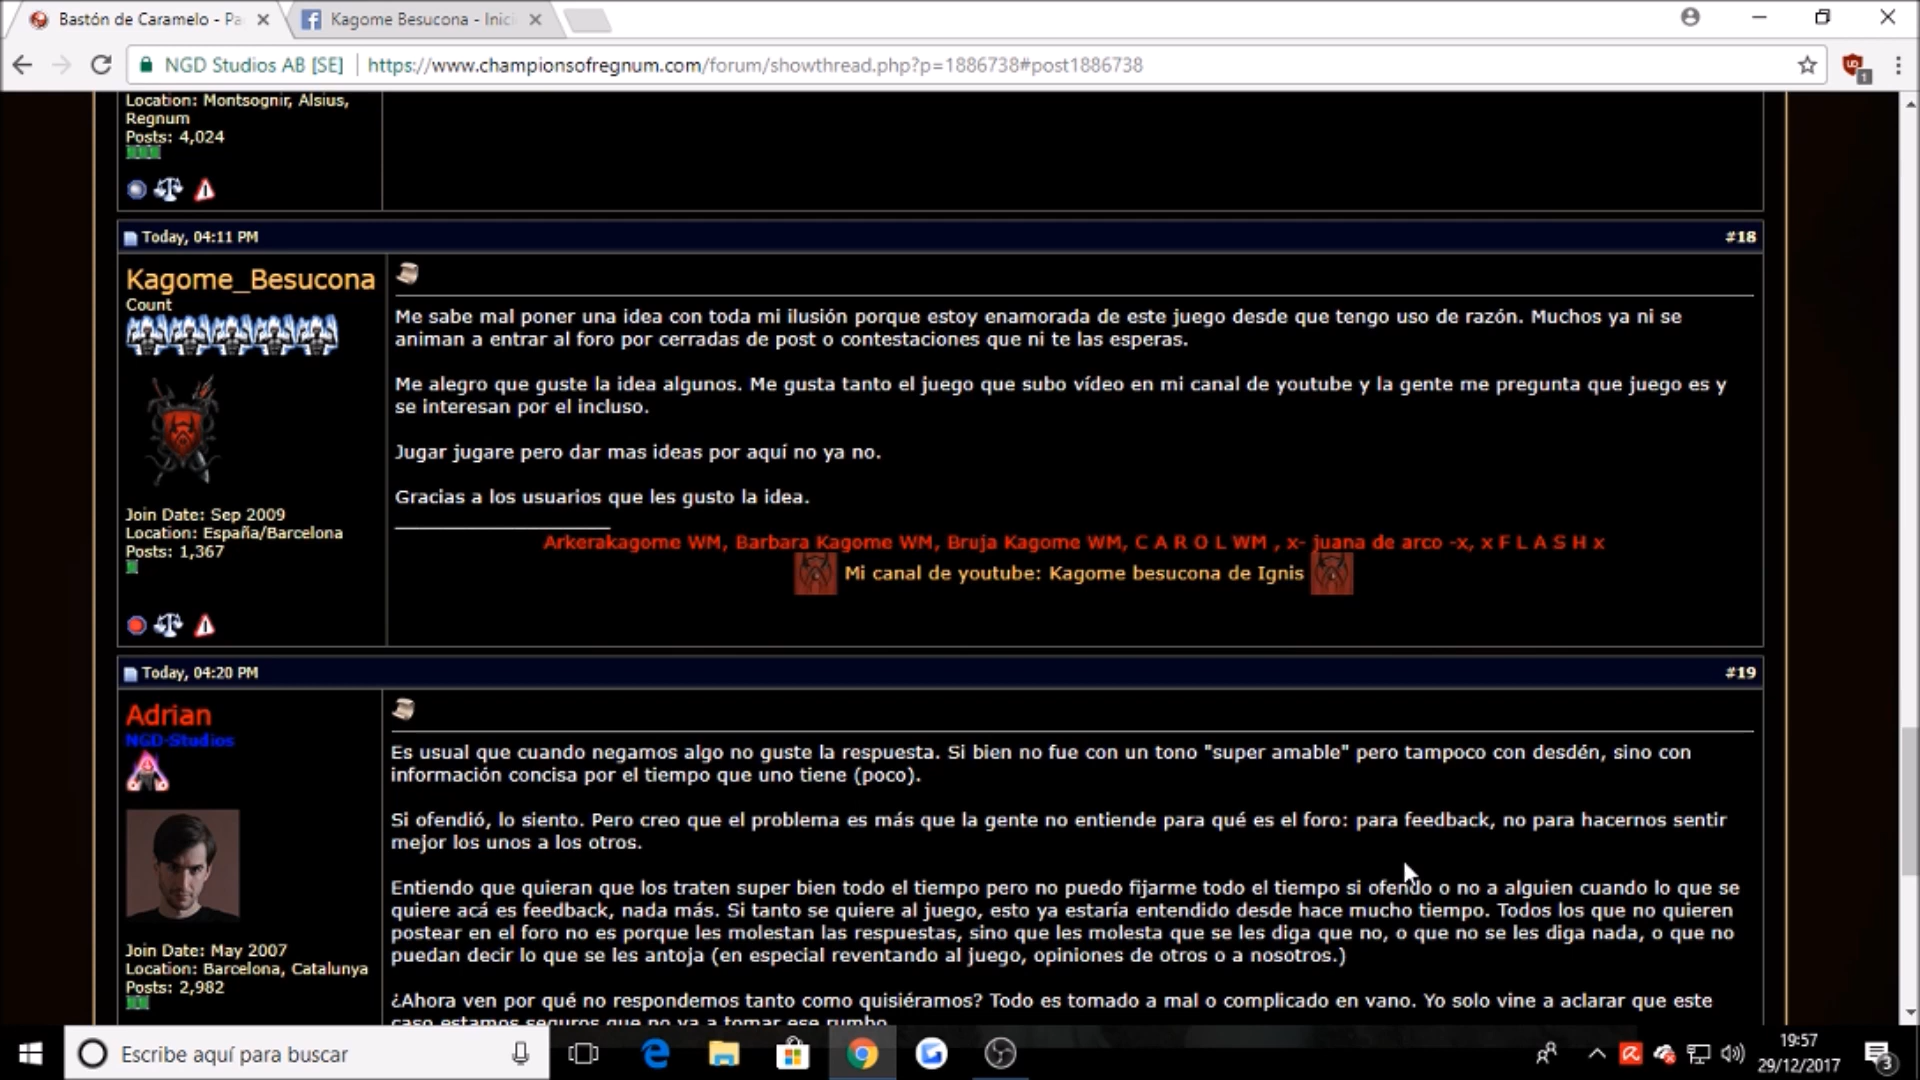 Bastón de Caramelo - Pa
Kagome Besucona - Inici
NGD Studios AB [SE]
https://www.championsofregnum.com/forum/showthread.php?p=1886738#post1886738
1
Location: Montsognir, Alsius,
Regnum
Posts: 4,024
Today, 04:11 PM
#18
Kagome_Besucona
Count
Join Date: Sep 2009
Location: España/Barcelona
Posts: 1,367
Me sabe mal poner una idea con toda mi ilusión porque estoy enamorada de este juego desde que tengo uso de razón. Muchos ya ni se
animan a entrar al foro por cerradas de post o contestaciones que ni te las esperas.
Me alegro que guste la idea algunos. Me gusta tanto el juego que subo vídeo en mi canal de youtube y la gente me pregunta que juego es y
se interesan por el incluso.
Jugar jugare pero dar mas ideas por aquí no ya no.
Gracias a los usuarios que les gusto la idea.
Arkerakagome WM, Barbara Kagome WM, Bruja Kagome WM, C A R O L WM , x- juana de arco -x, x F L A S H x
Mi canal de youtube: Kagome besucona de Ignis
Today, 04:20 PM
#19
Adrian
NGD-Studios
Join Date: May 2007
Location: Barcelona, Catalunya
Posts: 2,982
Es usual que cuando negamos algo no guste la respuesta. Si bien no fue con un tono "super amable" pero tampoco con desdén, sino con
información concisa por el tiempo que uno tiene (poco).
Si ofendió, lo siento. Pero creo que el problema es más que la gente no entiende para qué es el foro: para feedback, no para hacernos sentir
mejor los unos a los otros.
Entiendo que quieran que los traten super bien todo el tiempo pero no puedo fijarme todo el tiempo si ofendo o no a alguien cuando lo que se
quiere acá es feedback, nada más. Si tanto se quiere al juego, esto ya estaría entendido desde hace mucho tiempo. Todos los que no quieren
postear en el foro no es porque les molestan las respuestas, sino que les molesta que se les diga que no, o que no se les diga nada, o que no
puedan decir lo que se les antoja (en especial reventando al juego, opiniones de otros o a nosotros.)
¿Ahora ven por qué no respondemos tanto como quisiéramos? Todo es tomado a mal o complicado en vano. Yo solo vine a aclarar que este
caso estamos seguros que no va a tomar ese rumbo.
Escribe aquí para buscar
19:57
29/12/2017
3